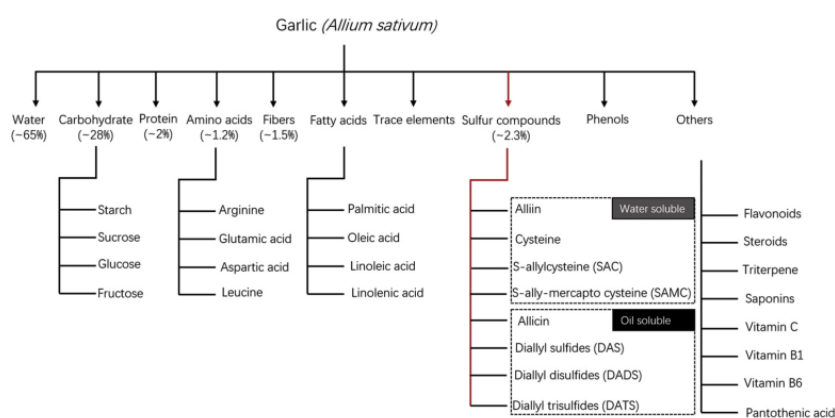 Garlic (Allium sativum)
Water
(~65%)
Carbohydrate
(~28%)
Protein
(~2%)
Amino acids
(~1.2%)
Fibers
(~1.5%)
Fatty acids
Trace elements
Sulfur compounds
(~2.3%)
Phenols
Others
Starch
Sucrose
Glucose
Fructose
Arginine
Glutamic acid
Aspartic acid
Leucine
Palmitic acid
Oleic acid
Linoleic acid
Linolenic acid
Alliin
Water soluble
Cysteine
S-allylcysteine (SAC)
S-ally-mercapto cysteine (SAMC)
Allicin
Oil soluble
Diallyl sulfides (DAS)
Diallyl disulfides (DADS)
Diallyl trisulfides (DATS)
Flavonoids
Steroids
Triterpene
Saponins
Vitamin C
Vitamin B1
Vitamin B6
Pantothenic acid